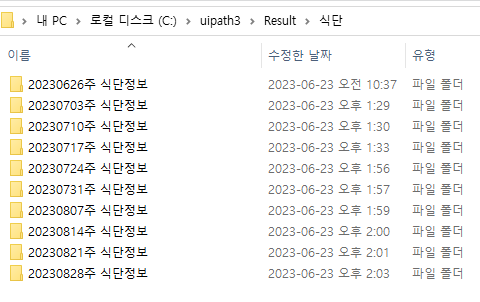 내 PC > 로컬 디스크 (C:) > uipath3 > Result > 식단
이름 수정한 날짜 유형
20230626주 식단정보 2023-06-23 오전 10:37 파일 폴더
20230703주 식단정보 2023-06-23 오후 1:29 파일 폴더
20230710주 식단정보 2023-06-23 오후 1:30 파일 폴더
20230717주 식단정보 2023-06-23 오후 1:33 파일 폴더
20230724주 식단정보 2023-06-23 오후 1:56 파일 폴더
20230731주 식단정보 2023-06-23 오후 1:57 파일 폴더
20230807주 식단정보 2023-06-23 오후 1:59 파일 폴더
20230814주 식단정보 2023-06-23 오후 2:00 파일 폴더
20230821주 식단정보 2023-06-23 오후 2:01 파일 폴더
20230828주 식단정보 2023-06-23 오후 2:03 파일 폴더